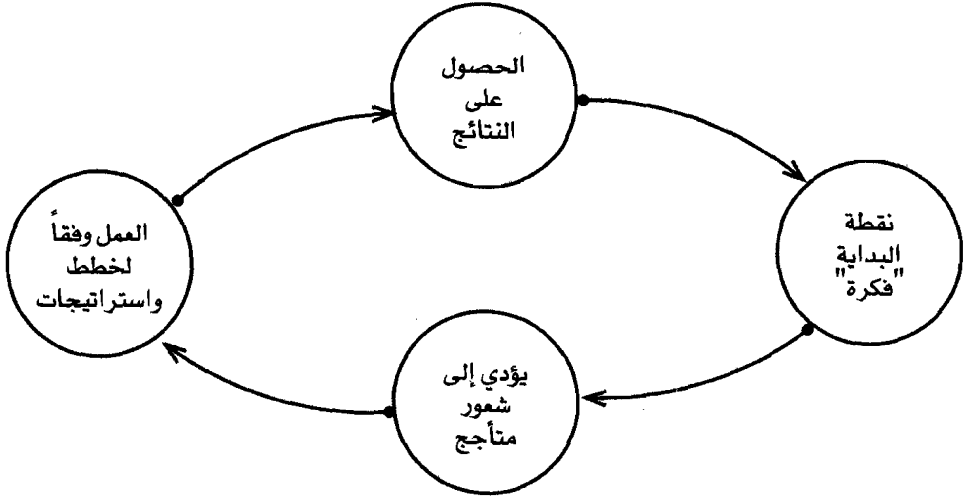 الحصول
على
النتائج
نقطة
البداية
"فكرة"
يؤدي إلى
شعور
متأجج
العمل وفقاً
لخطط
واستراتيجات